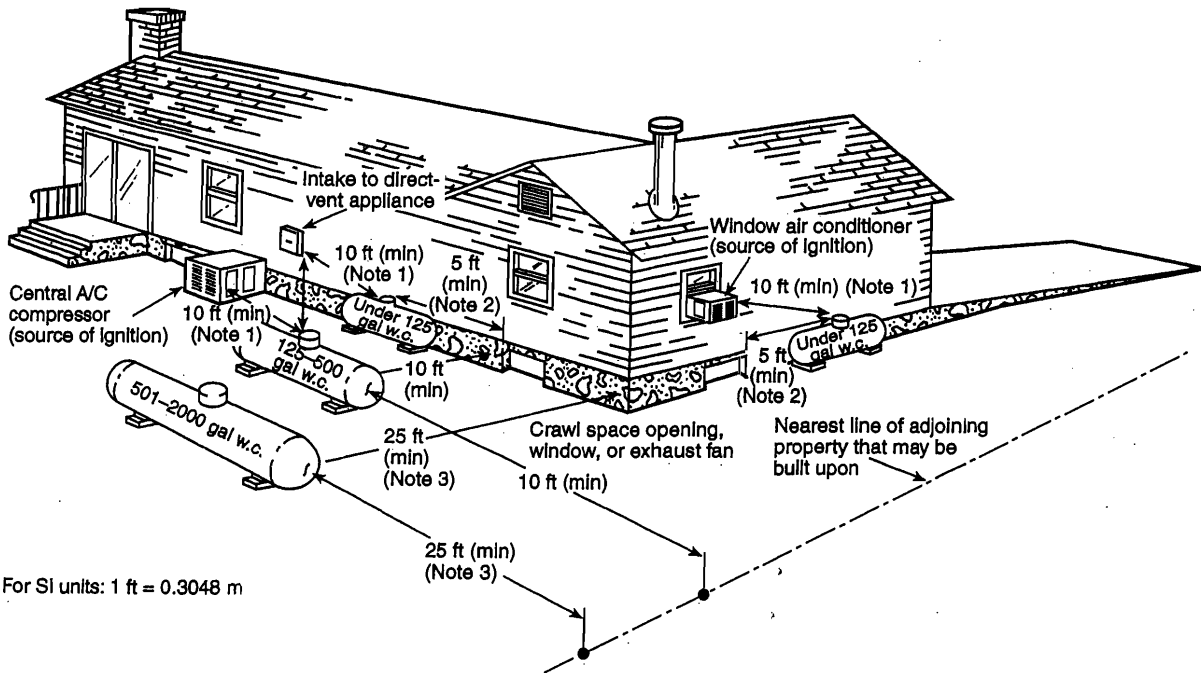 Intake to direct-
vent appliance
Window air conditioner
(source of ignition)
10 ft (min)
(Note 1)
5 ft
(min)
(Note 2)
10 ft (min) (Note 1)
Central A/C
compressor
(source of ignition)
10 ft (min)
(Note 1)
Under 125
gal w.c.
Under 125
gal w.c.
125–500
gal w.c.
10 ft
(min)
5 ft
(min)
(Note 2)
501–2000 gal w.c.
25 ft
(min)
(Note 3)
Crawl space opening,
window, or exhaust fan
Nearest line of adjoining
property that may be
built upon
10 ft (min)
25 ft (min)
(Note 3)
For SI units: 1 ft = 0.3048 m